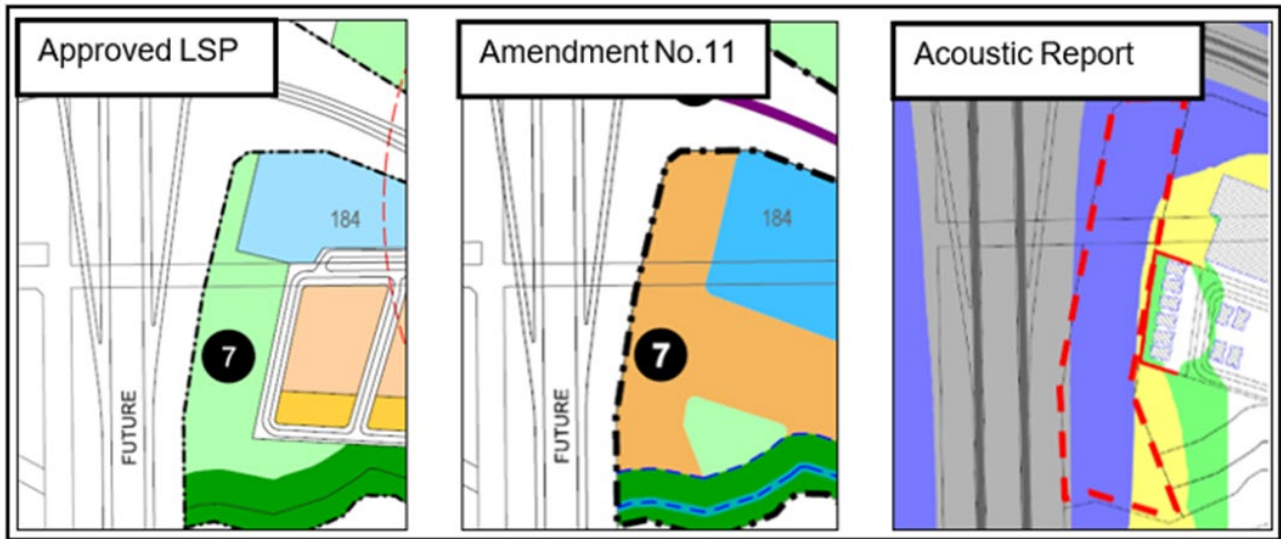 Approved LSP
Amendment No.11
Acoustic Report
184
7
FUTURE
184
7
FUTURE